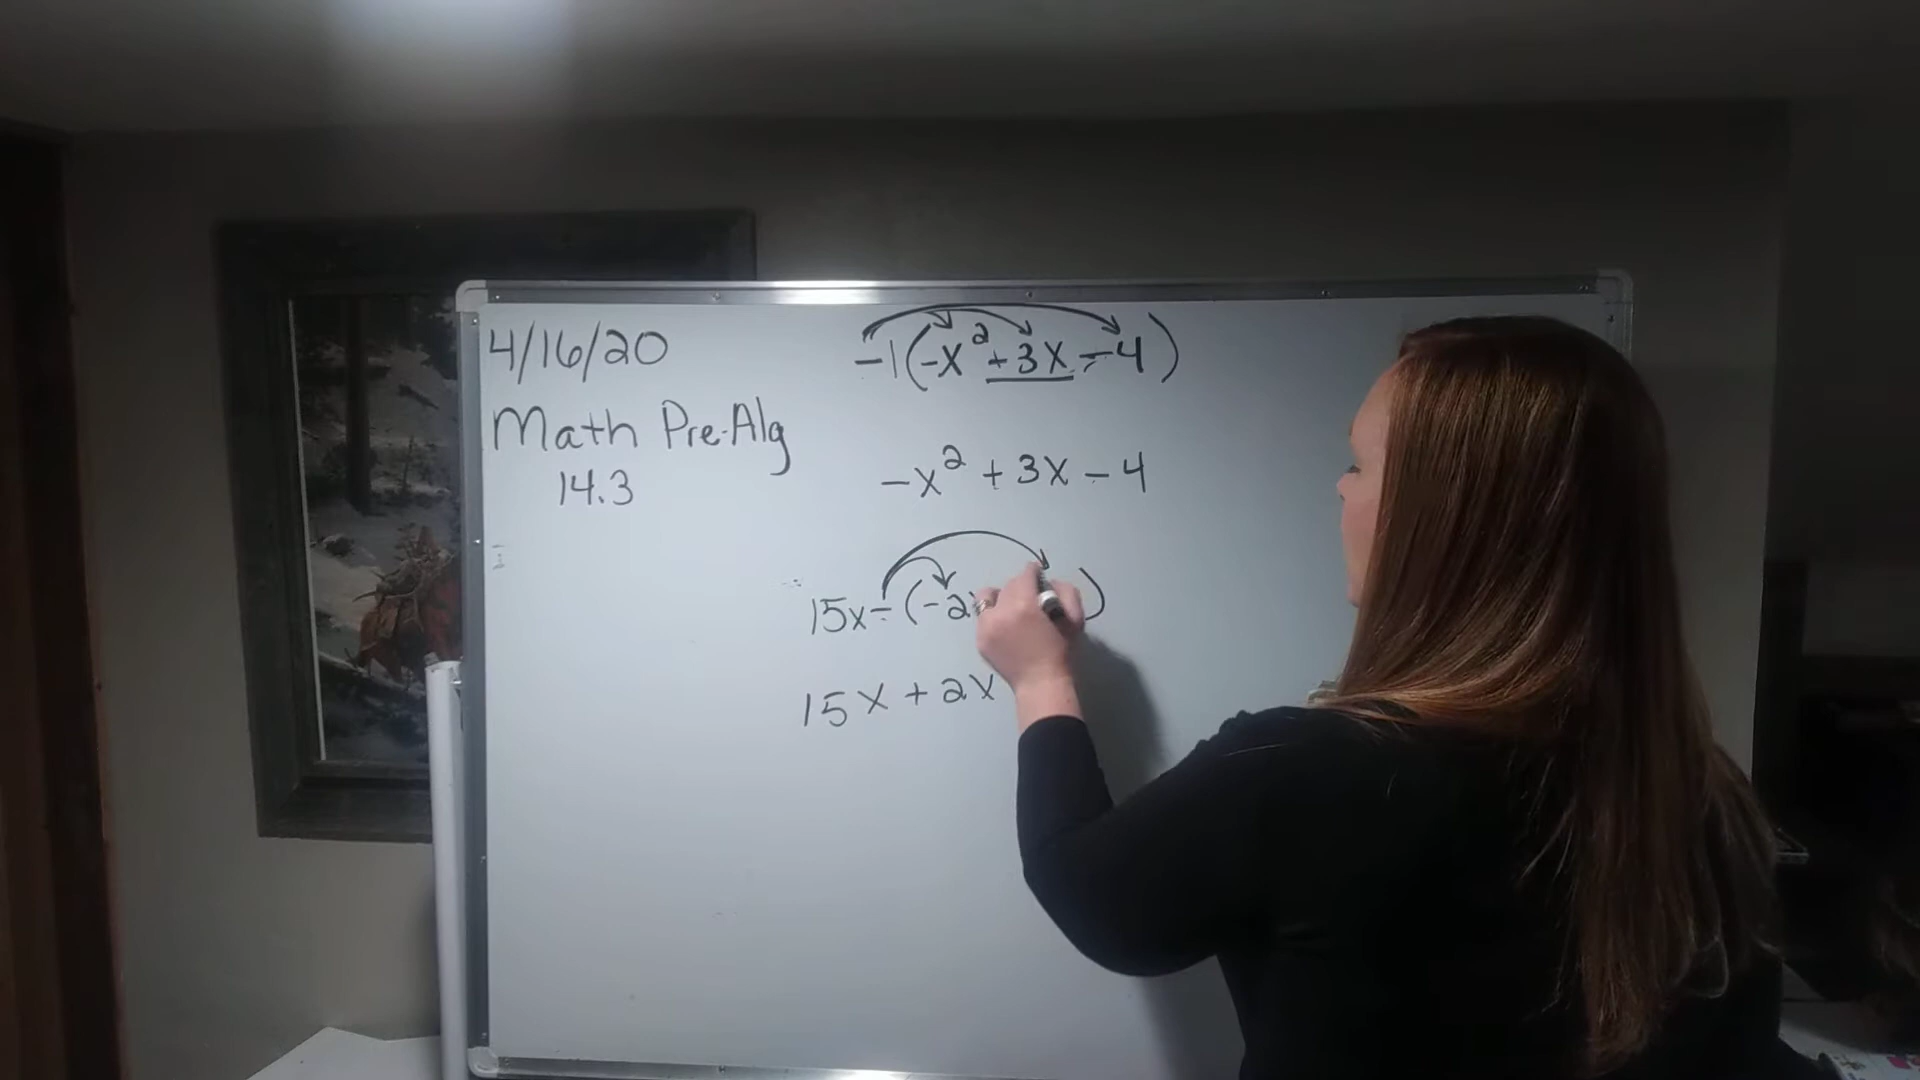 4/16/20
Math Pre-Alg
14.3
-1(-x² + 3x - 4)
-x² + 3x - 4
15x - (-2x )
15x + 2x